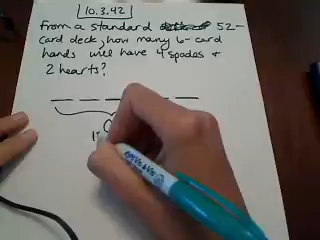 10.3.42
From a standard 52-
card deck, how many 6-card
hands will have 4 spades &
2 hearts?